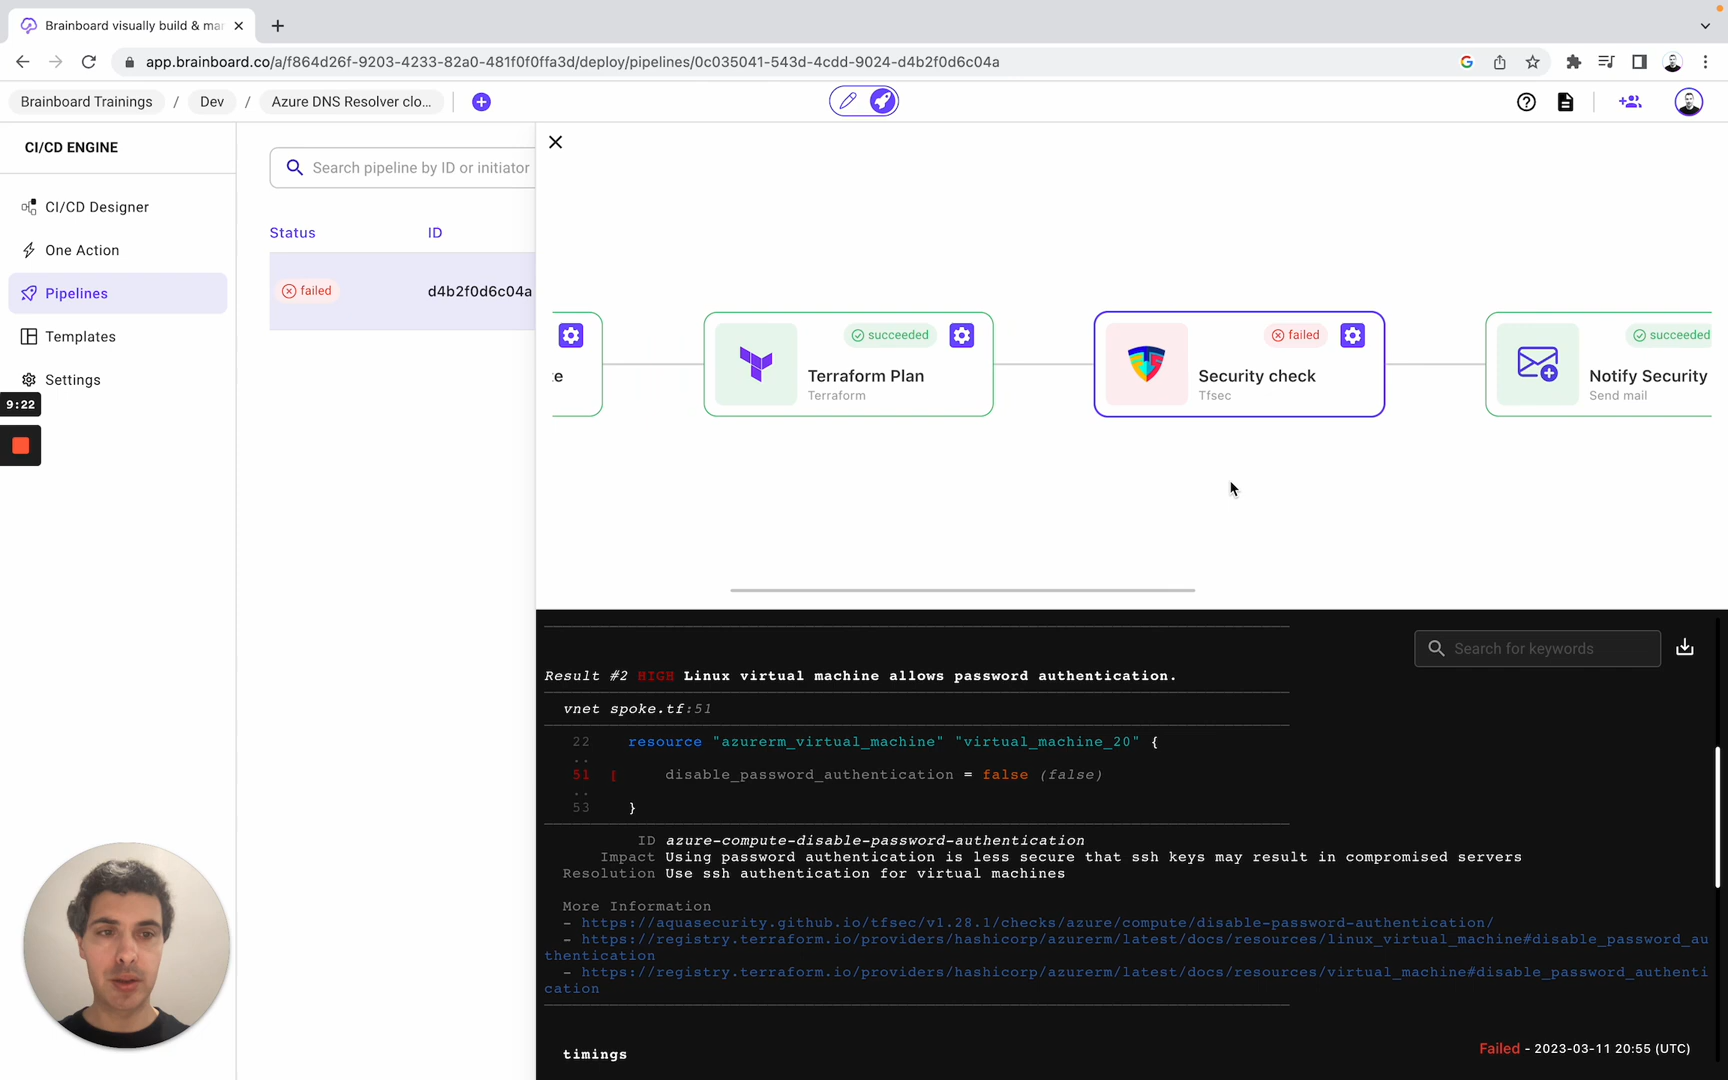 Brainboard visually build & ma
app.brainboard.co/a/f864d26f-9203-4233-82a0-481f0f0ffa3d/deploy/pipelines/0c035041-543d-4cdd-9024-d4b2f0d6c04a
Brainboard Trainings / Dev / Azure DNS Resolver clo...
CI/CD ENGINE
CI/CD Designer
One Action
Pipelines
Templates
Settings
9:22
Search pipeline by ID or initiator
Status ID
failed d4b2f0d6c04a
te
succeeded
Terraform Plan
Terraform
failed
Security check
Tfsec
succeeded
Notify Security
Send mail
Search for keywords
Result #2 HIGH Linux virtual machine allows password authentication.
vnet spoke.tf:51
22 resource "azurerm_virtual_machine" "virtual_machine_20" {
..
51 [ disable_password_authentication = false (false)
..
53 }
ID azure-compute-disable-password-authentication
Impact Using password authentication is less secure that ssh keys may result in compromised servers
Resolution Use ssh authentication for virtual machines
More Information
- https://aquasecurity.github.io/tfsec/v1.28.1/checks/azure/compute/disable-password-authentication/
- https://registry.terraform.io/providers/hashicorp/azurerm/latest/docs/resources/linux_virtual_machine#disable_password_au
thentication
- https://registry.terraform.io/providers/hashicorp/azurerm/latest/docs/resources/virtual_machine#disable_password_authenti
cation
timings
Failed - 2023-03-11 20:55 (UTC)